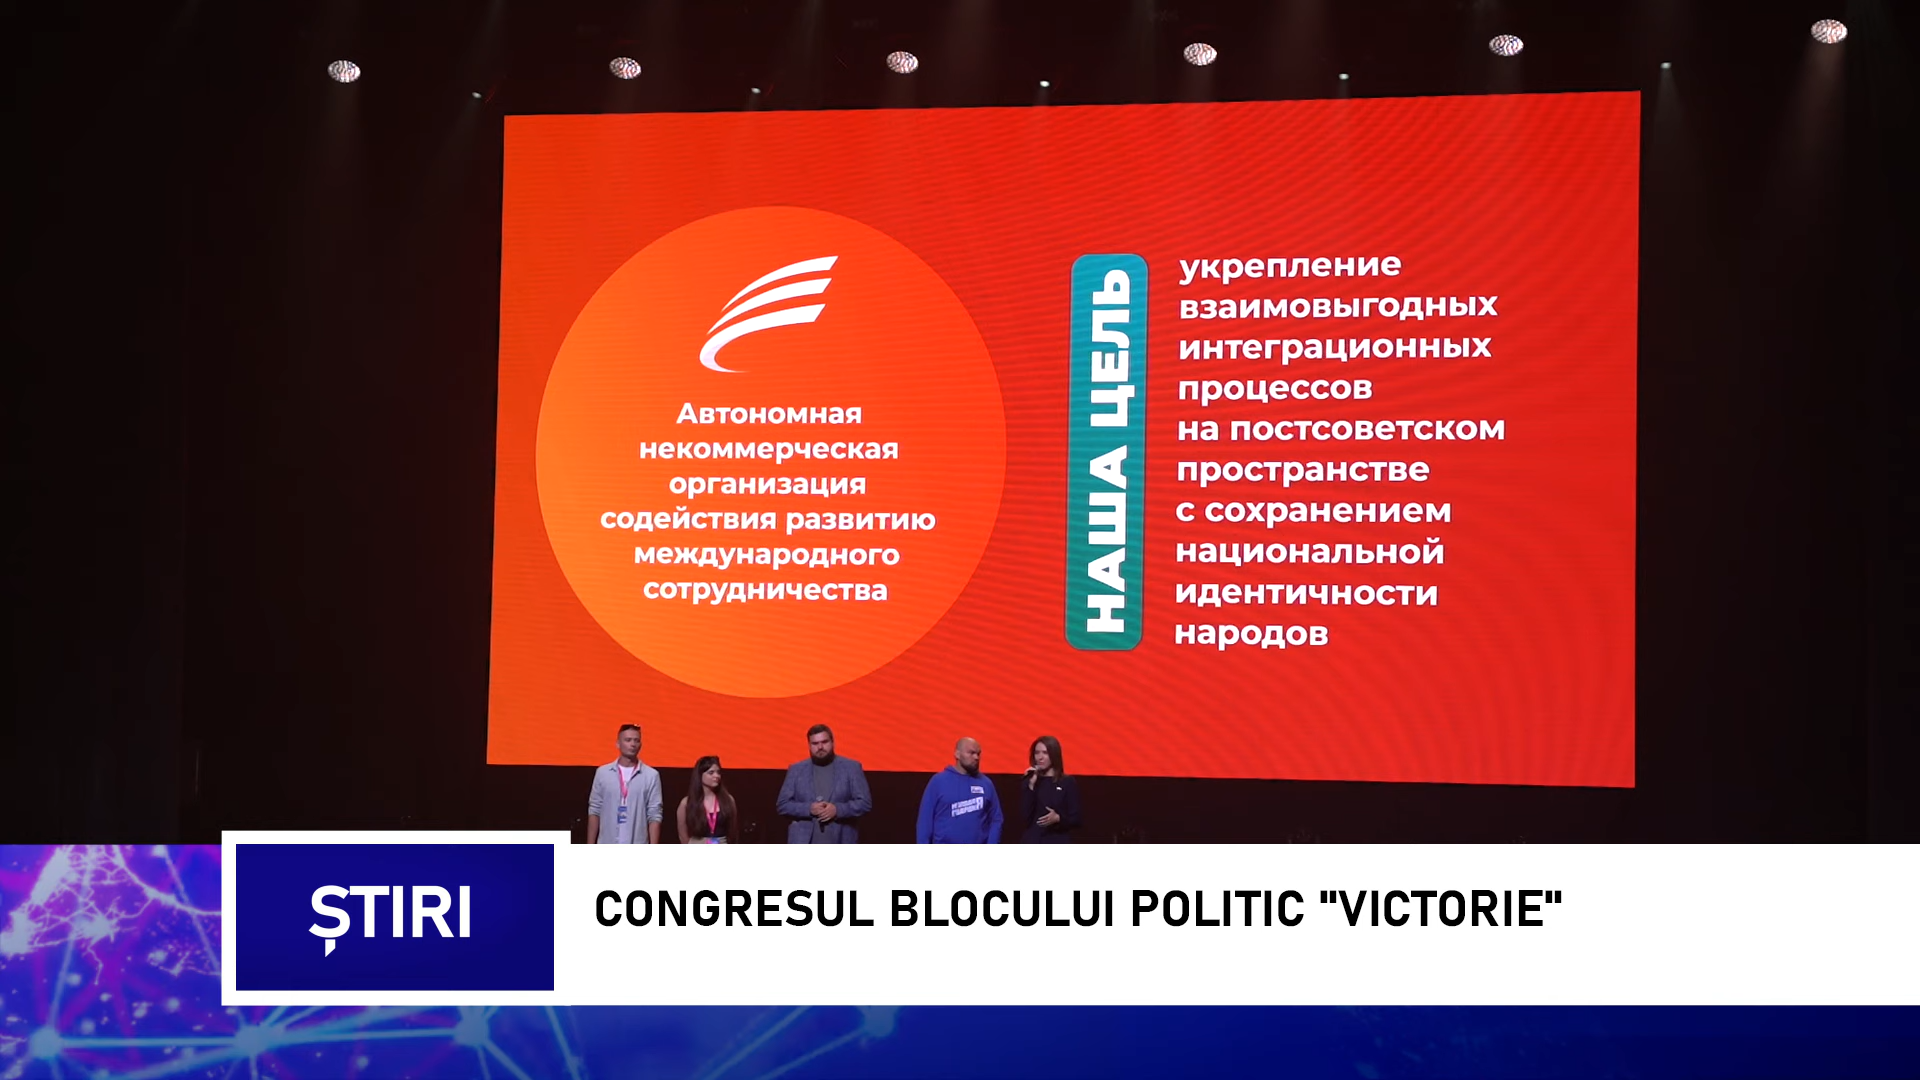 Автономная
некоммерческая
организация
содействия развитию
международного
сотрудничества
НАША ЦЕЛЬ
укрепление
взаимовыгодных
интеграционных
процессов
на постсоветском
пространстве
с сохранением
национальной
идентичности
народов
ȘTIRI
CONGRESUL BLOCULUI POLITIC "VICTORIE"